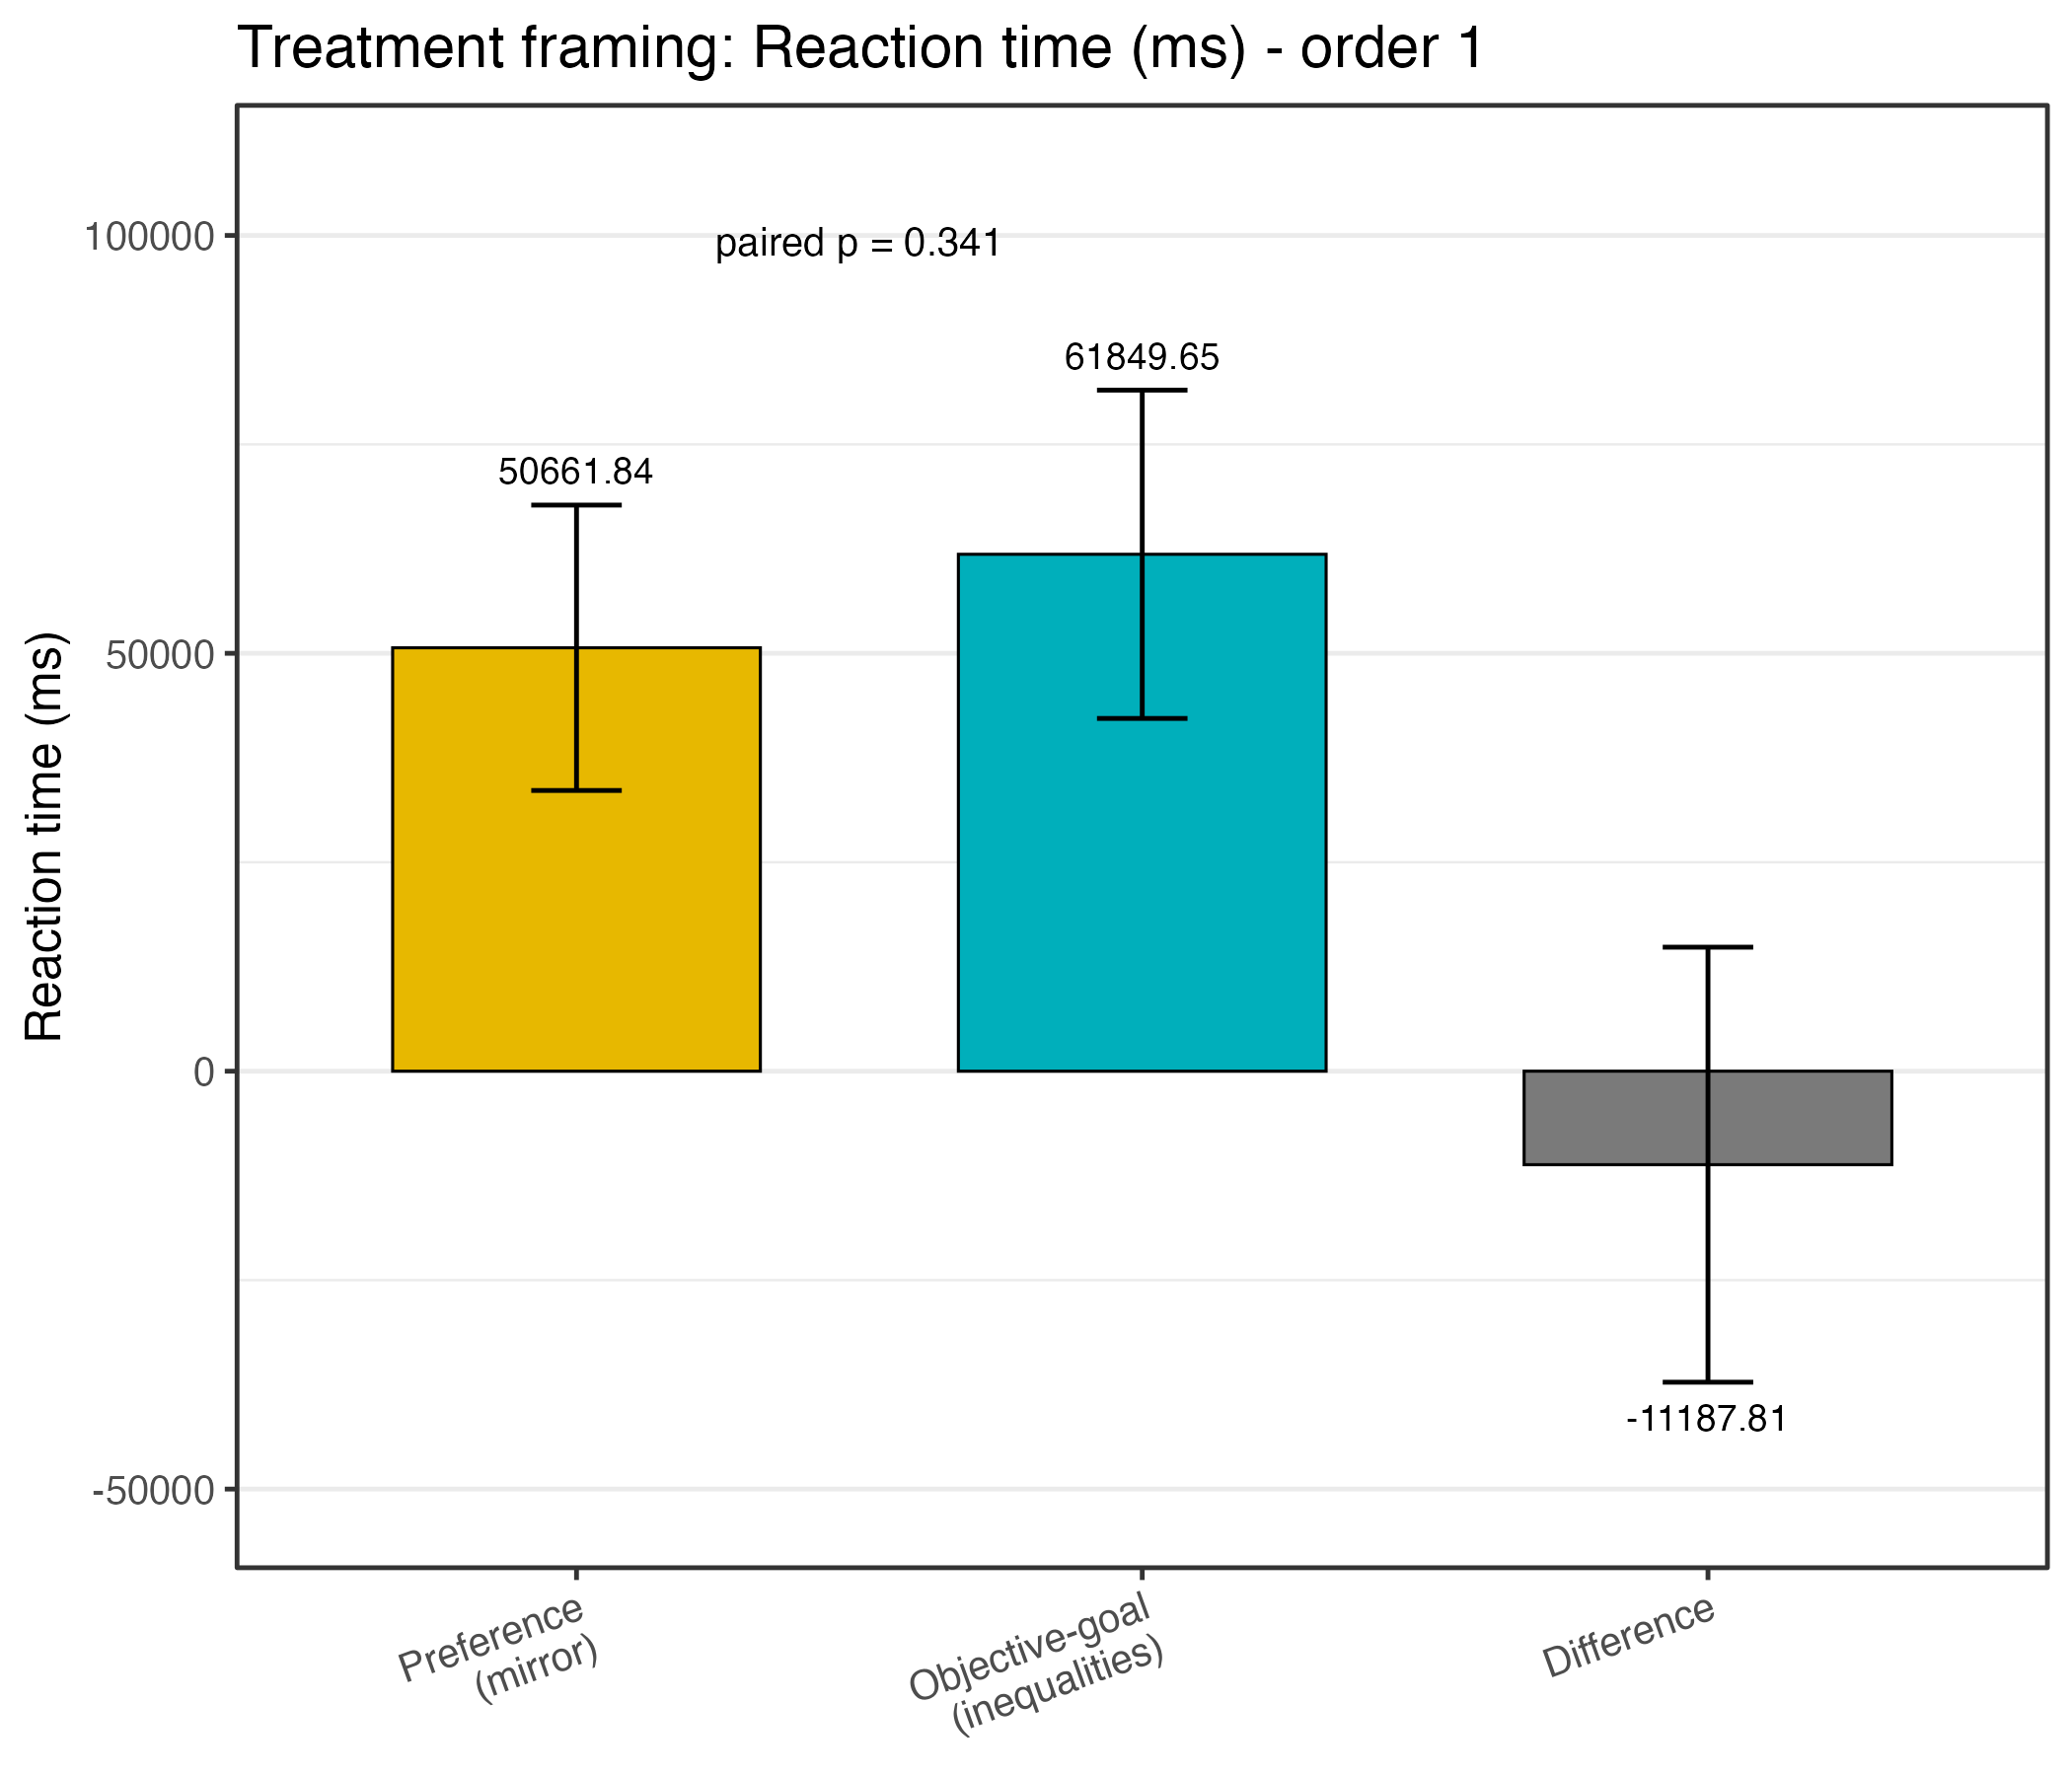 Treatment framing: Reaction time (ms) - order 1
Reaction time (ms)
100000
50000
0
-50000
paired p = 0.341
50661.84
61849.65
-11187.81
Preference
(mirror)
Objective-goal
(inequalities)
Difference